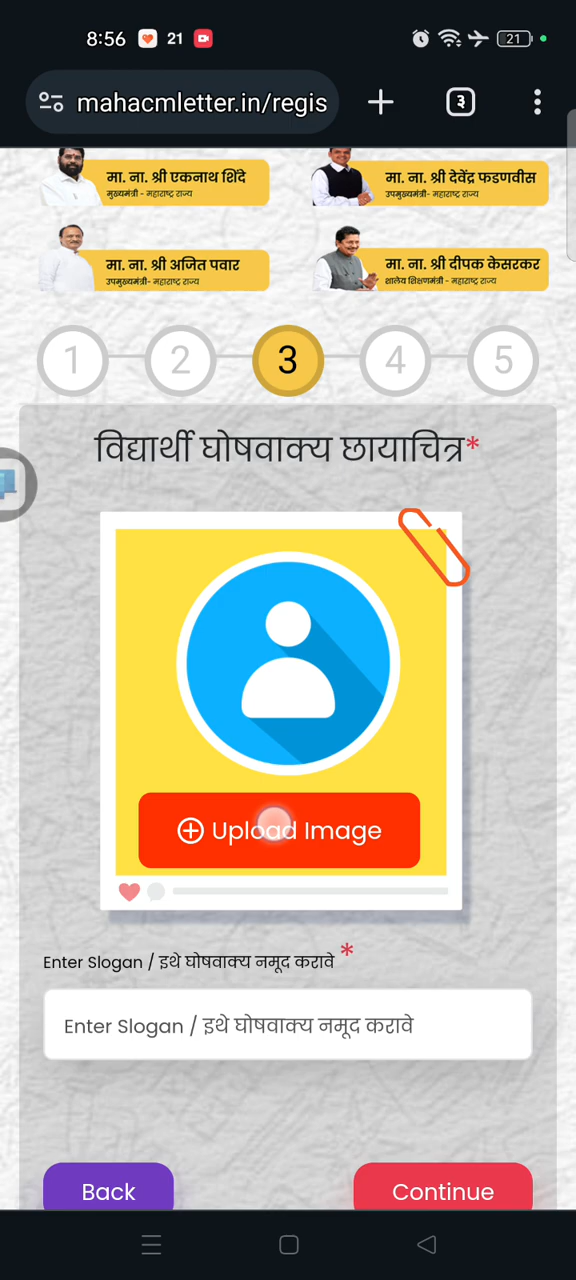 8:56 21 21
mahacmletter.in/regis ३
मा. ना. श्री एकनाथ शिंदे
मुख्यमंत्री - महाराष्ट्र राज्य
मा. ना. श्री देवेंद्र फडणवीस
उपमुख्यमंत्री- महाराष्ट्र राज्य
मा. ना. श्री अजित पवार
उपमुख्यमंत्री- महाराष्ट्र राज्य
मा. ना. श्री दीपक केसरकर
शालेय शिक्षणमंत्री - महाराष्ट्र राज्य
1 2 3 4 5
विद्यार्थी घोषवाक्य छायाचित्र*
Upload Image
Enter Slogan / इथे घोषवाक्य नमूद करावे *
Enter Slogan / इथे घोषवाक्य नमूद करावे
Back Continue